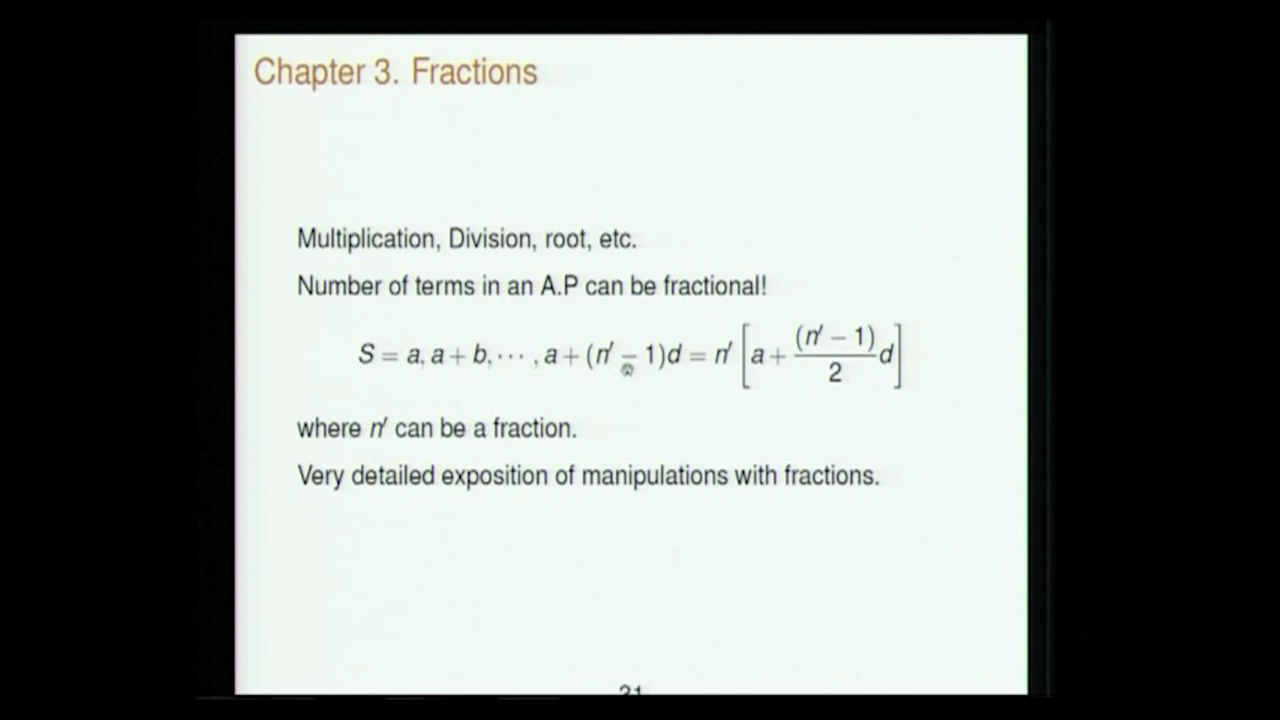 Chapter 3. Fractions
Multiplication, Division, root, etc.
Number of terms in an A.P can be fractional!
S = a, a + b, ⋯ , a + (n′ − 1)d = n′ [a + (n′ − 1)/2 d]
where n′ can be a fraction.
Very detailed exposition of manipulations with fractions.